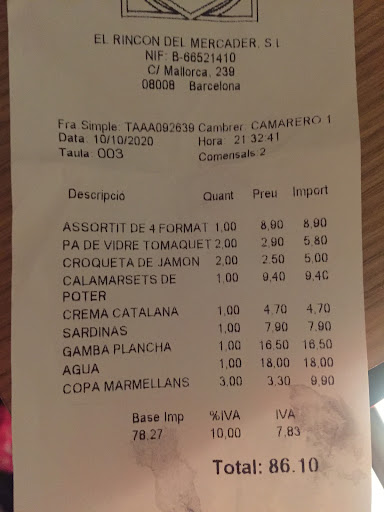 EL RINCON DEL MERCADER, S.L
NIF: B-66521410
C/ Mallorca, 239
08008 Barcelona
Fra Simple: TAAA092639 Cambrer: CAMARERO 1
Data: 10/10/2020 Hora: 21:32:41
Taula: 003 Comensals: 2
Descripció Quant Preu Import
ASSORTIT DE 4 FORMAT 1,00 8,90 8,90
PA DE VIDRE TOMAQUET 2,00 2,90 5,80
CROQUETA DE JAMON 2,00 2,50 5,00
CALAMARSETS DE 1,00 9,40 9,40
POTER
CREMA CATALANA 1,00 4,70 4,70
SARDINAS 1,00 7,90 7,90
GAMBA PLANCHA 1,00 16,50 16,50
AGUA 1,00 18,00 18,00
COPA MARMELLANS 3,00 3,30 9,90
Base Imp %IVA IVA
78,27 10,00 7,83
Total: 86.10